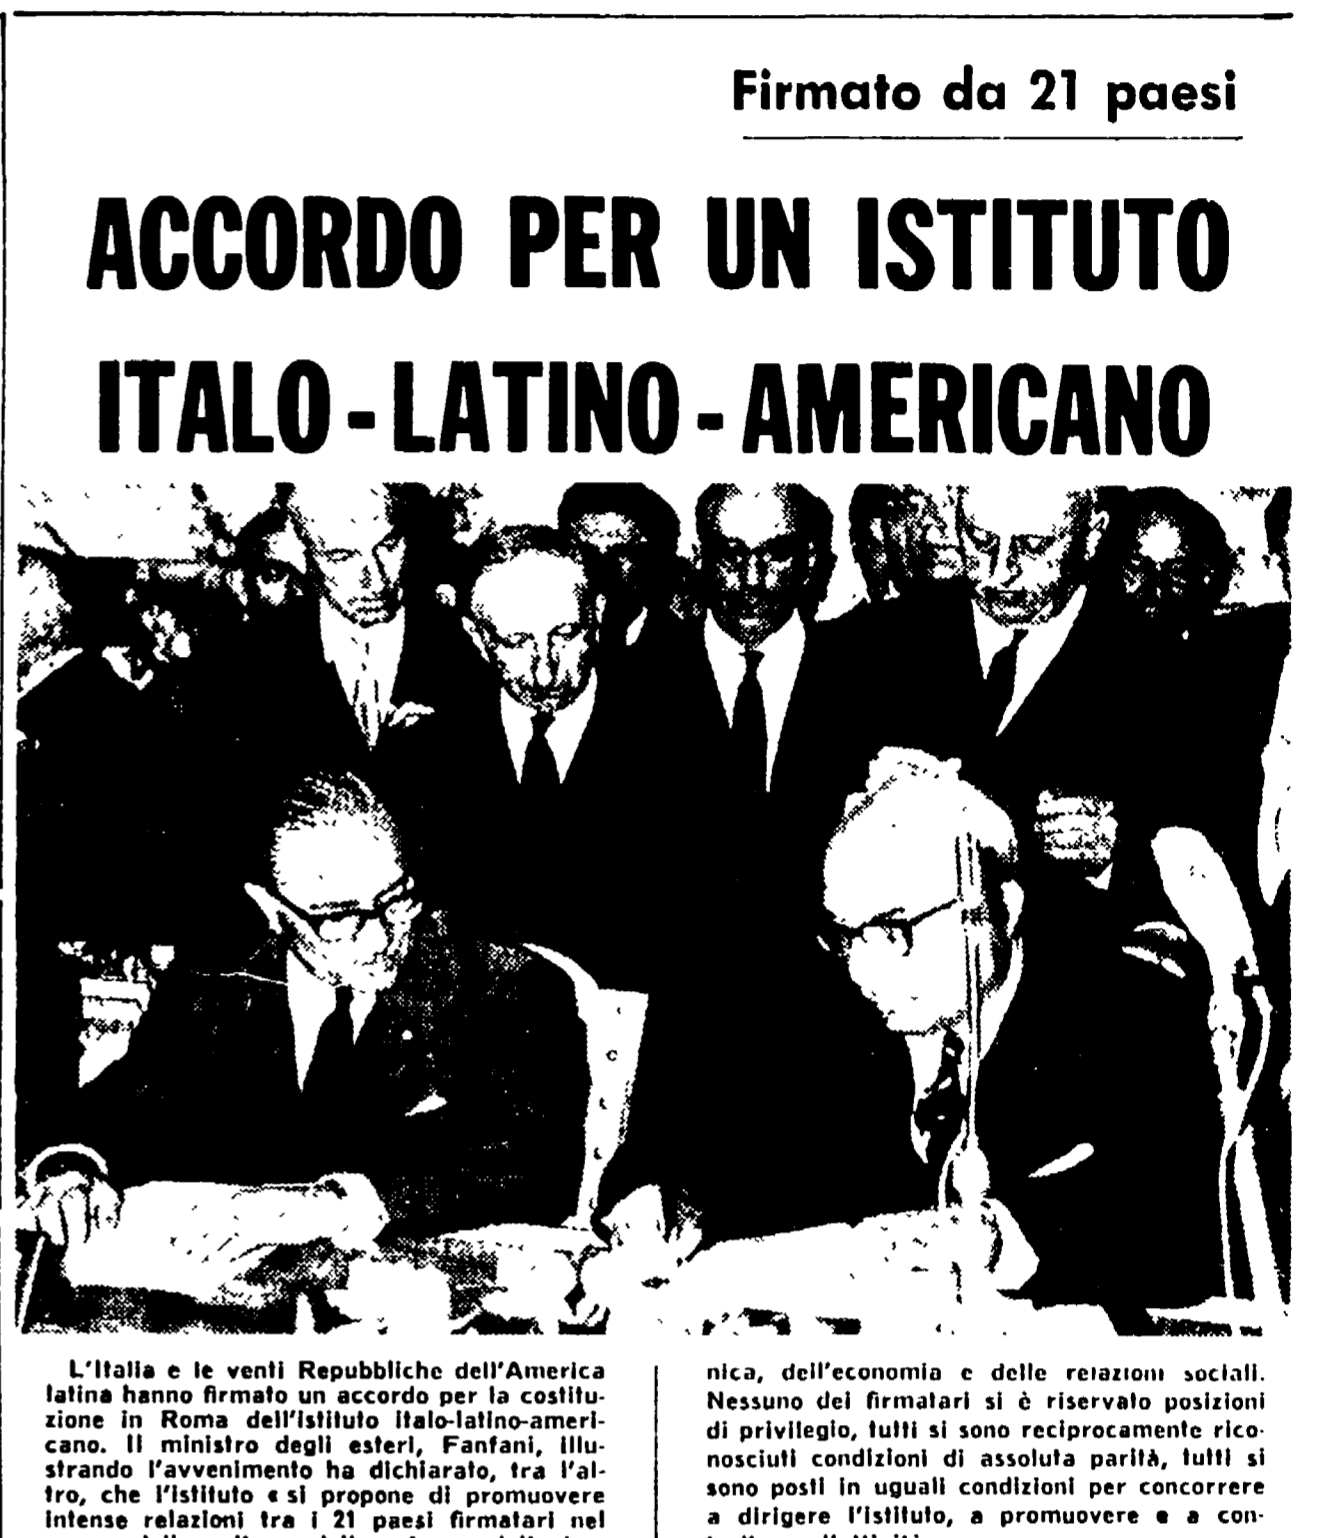 Firmato da 21 paesi
ACCORDO PER UN ISTITUTO
ITALO-LATINO-AMERICANO
L'Italia e le venti Repubbliche dell'America
latina hanno firmato un accordo per la costitu-
zione in Roma dell'Istituto italo-latino-ameri-
cano. Il ministro degli esteri, Fanfani, illu-
strando l'avvenimento ha dichiarato, tra l'al-
tro, che l'istituto « si propone di promuovere
intense relazioni tra i 21 paesi firmatari nel
nica, dell'economia e delle relazioni sociali.
Nessuno dei firmatari si è riservato posizioni
di privilegio, tutti si sono reciprocamente rico-
nosciuti condizioni di assoluta parità, tutti si
sono posti in uguali condizioni per concorrere
a dirigere l'istituto, a promuovere e a con-